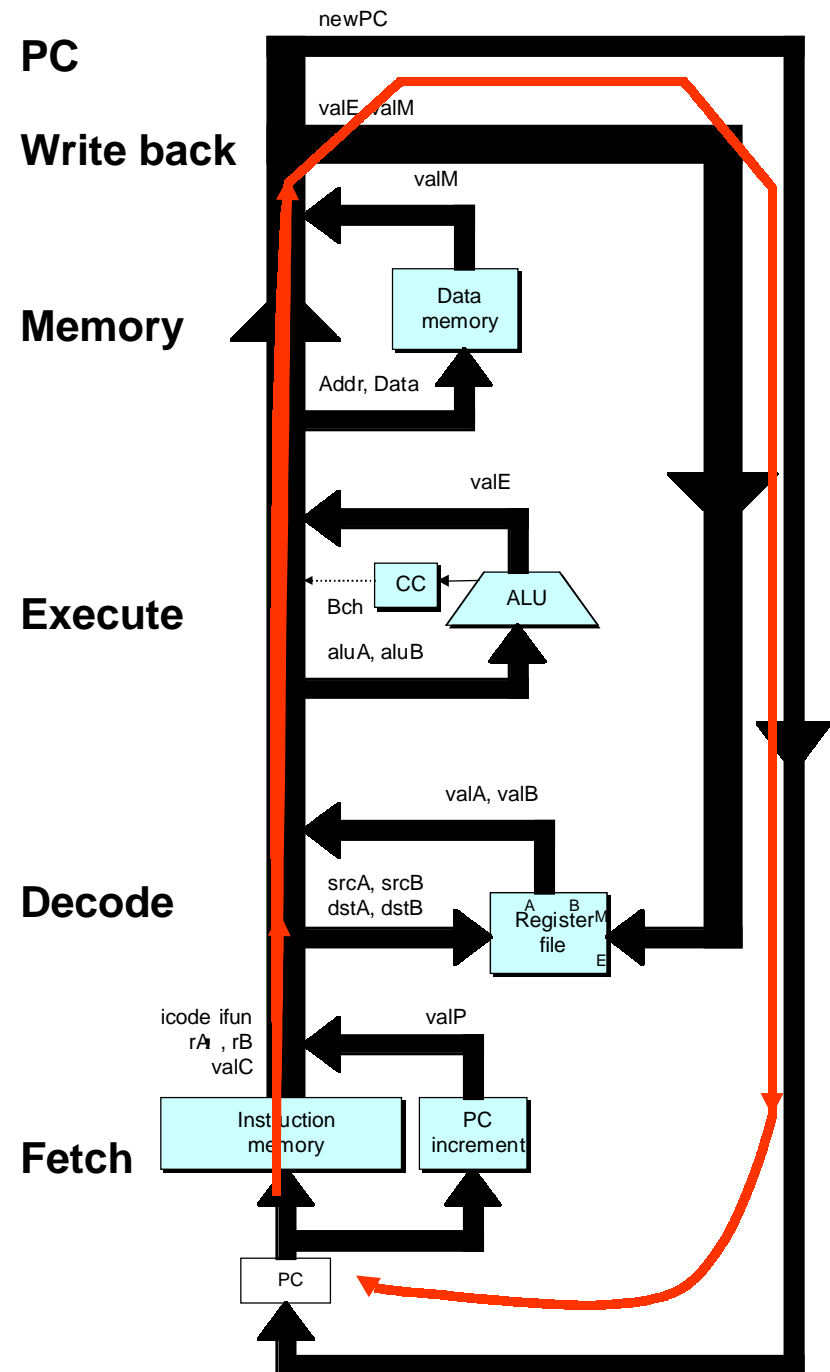 newPC
PC
valE, valM
Write back
valM
Data
memory
Memory
Addr, Data
valE
CC
ALU
Bch
Execute
aluA, aluB
valA, valB
srcA, srcB
dstA, dstB
Decode
A B
Register M
file
E
icode ifun
rA , rB
valC
valP
Instruction
memory
PC
increment
Fetch
PC